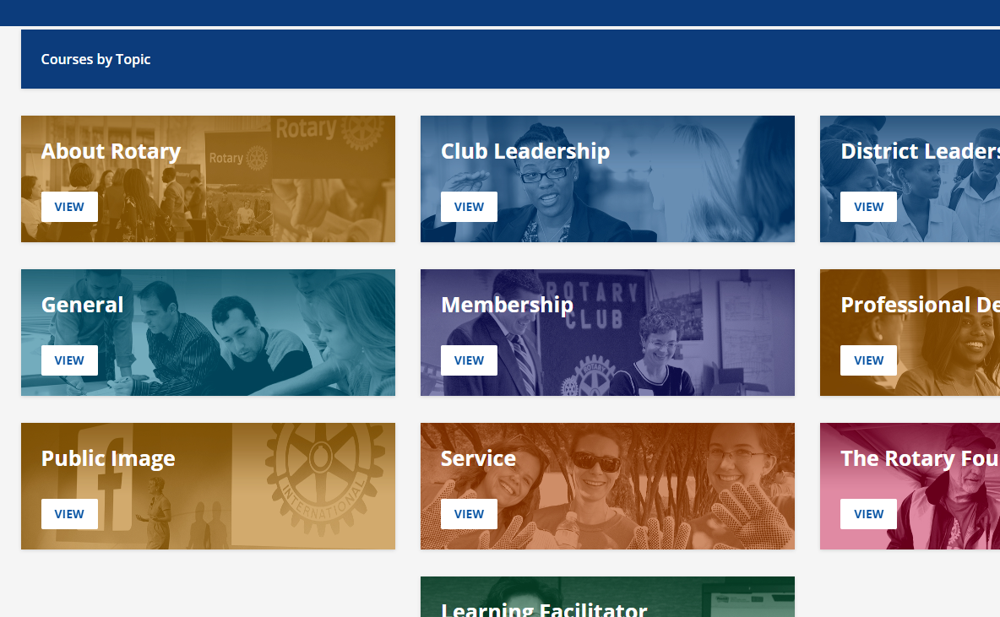 Courses by Topic
About Rotary
Rotary
Rotary
VIEW
Club Leadership
VIEW
District Leaders
VIEW
General
VIEW
Membership
ROTARY
CLUB
ROTARY
VIEW
Professional De
VIEW
Public Image
INTERNATIONAL
VIEW
Service
VIEW
The Rotary Fou
VIEW
Learning Facilitator